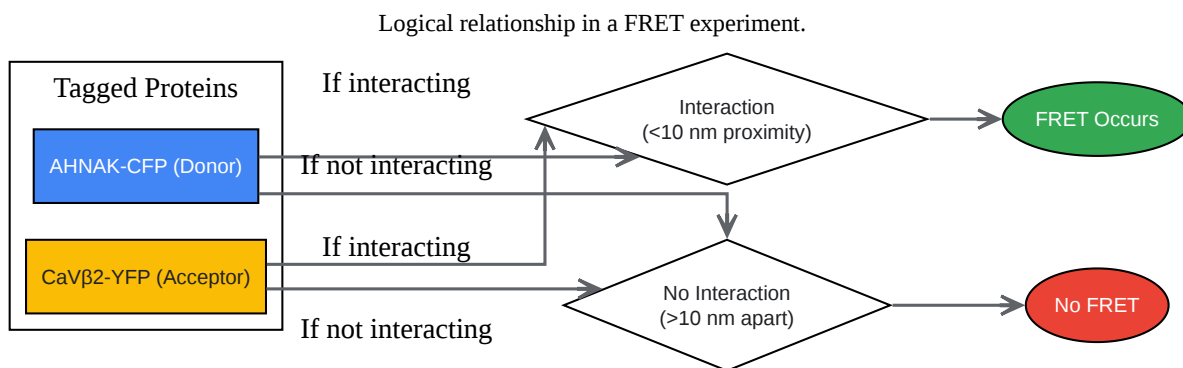 Logical relationship in a FRET experiment.
Tagged Proteins
If interacting
Interaction
(<10 nm proximity)
FRET Occurs
AHNAK-CFP (Donor)
If not interacting
If interacting
CaVβ2-YFP (Acceptor)
No Interaction
(>10 nm apart)
No FRET
If not interacting